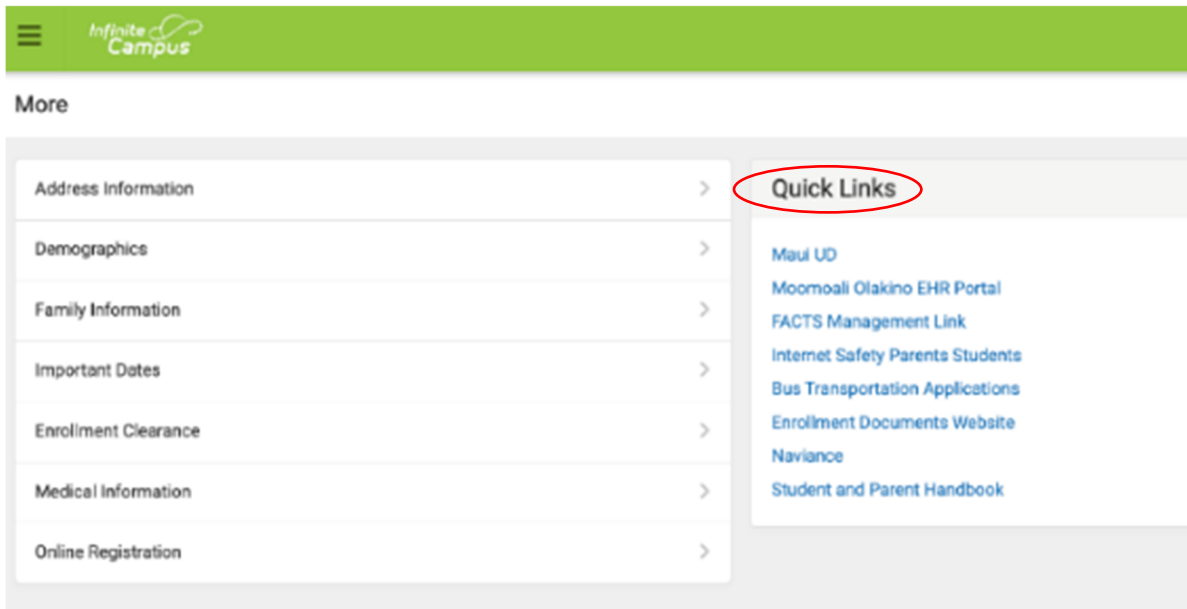 Infinite
Campus
More
Address Information
Demographics
Family Information
Important Dates
Enrollment Clearance
Medical Information
Online Registration
Quick Links
Maui UD
Moomoali Olakino EHR Portal
FACTS Management Link
Internet Safety Parents Students
Bus Transportation Applications
Enrollment Documents Website
Naviance
Student and Parent Handbook